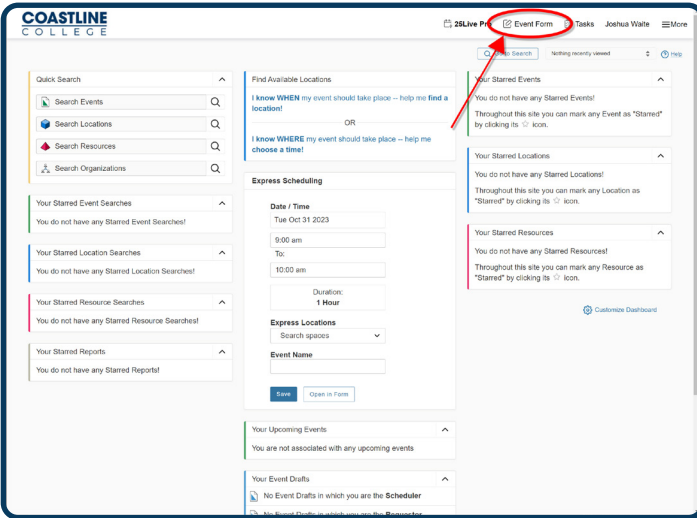 COASTLINE
COLLEGE
25Live Pro
Event Form
Tasks
Joshua Waite
More
to Search
Nothing recently viewed
Help
Quick Search
Search Events
Search Locations
Search Resources
Search Organizations
Your Starred Event Searches
You do not have any Starred Event Searches!
Your Starred Location Searches
You do not have any Starred Location Searches!
Your Starred Resource Searches
You do not have any Starred Resource Searches!
Your Starred Reports
You do not have any Starred Reports!
Find Available Locations
I know WHEN my event should take place -- help me find a
location!
OR
I know WHERE my event should take place -- help me
choose a time!
Express Scheduling
Date / Time
Tue Oct 31 2023
9:00 am
To:
10:00 am
Duration:
1 Hour
Express Locations
Search spaces
Event Name
Save
Open in Form
Your Upcoming Events
You are not associated with any upcoming events
Your Event Drafts
No Event Drafts in which you are the Scheduler
No Event Drafts in which you are the Requestor
Your Starred Events
You do not have any Starred Events!
Throughout this site you can mark any Event as "Starred"
by clicking its ☆ icon.
Your Starred Locations
You do not have any Starred Locations!
Throughout this site you can mark any Location as
"Starred" by clicking its ☆ icon.
Your Starred Resources
You do not have any Starred Resources!
Throughout this site you can mark any Resource as
"Starred" by clicking its ☆ icon.
Customize Dashboard